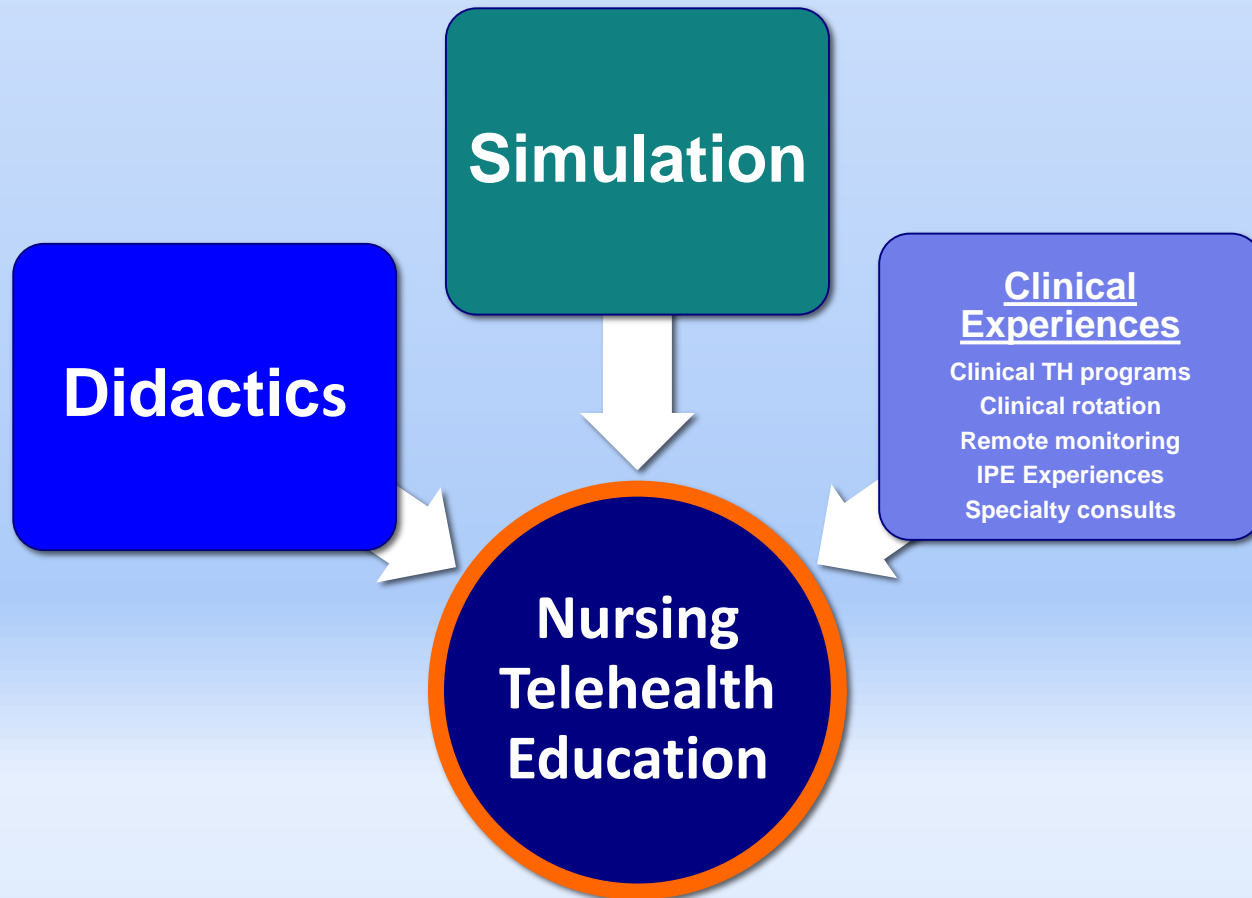 Simulation
Didactics
Clinical
Experiences
Clinical TH programs
Clinical rotation
Remote monitoring
IPE Experiences
Specialty consults
Nursing
Telehealth
Education